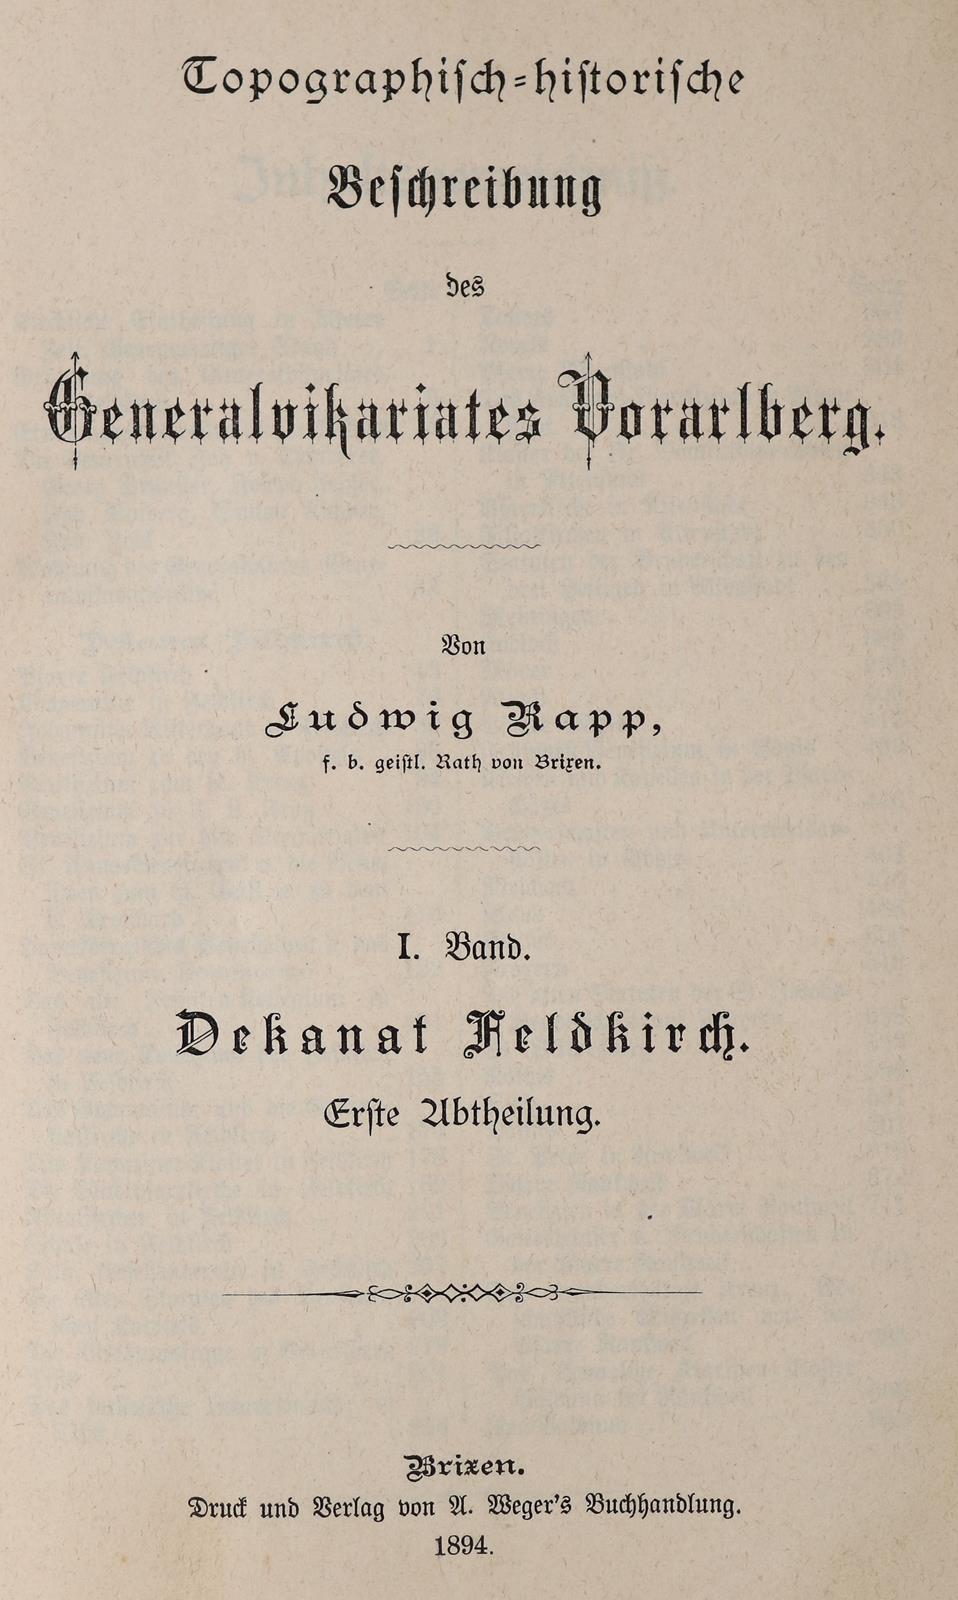 Topographisch-historische
Beschreibung
des
Generalvikariates Vorarlberg.
Von
Ludwig Rapp,
f. b. geistl. Rath von Brixen.
I. Band.
Dekanat Feldkirch.
Erste Abtheilung.
Brixen.
Druck und Verlag von A. Weger's Buchhandlung.
1894.